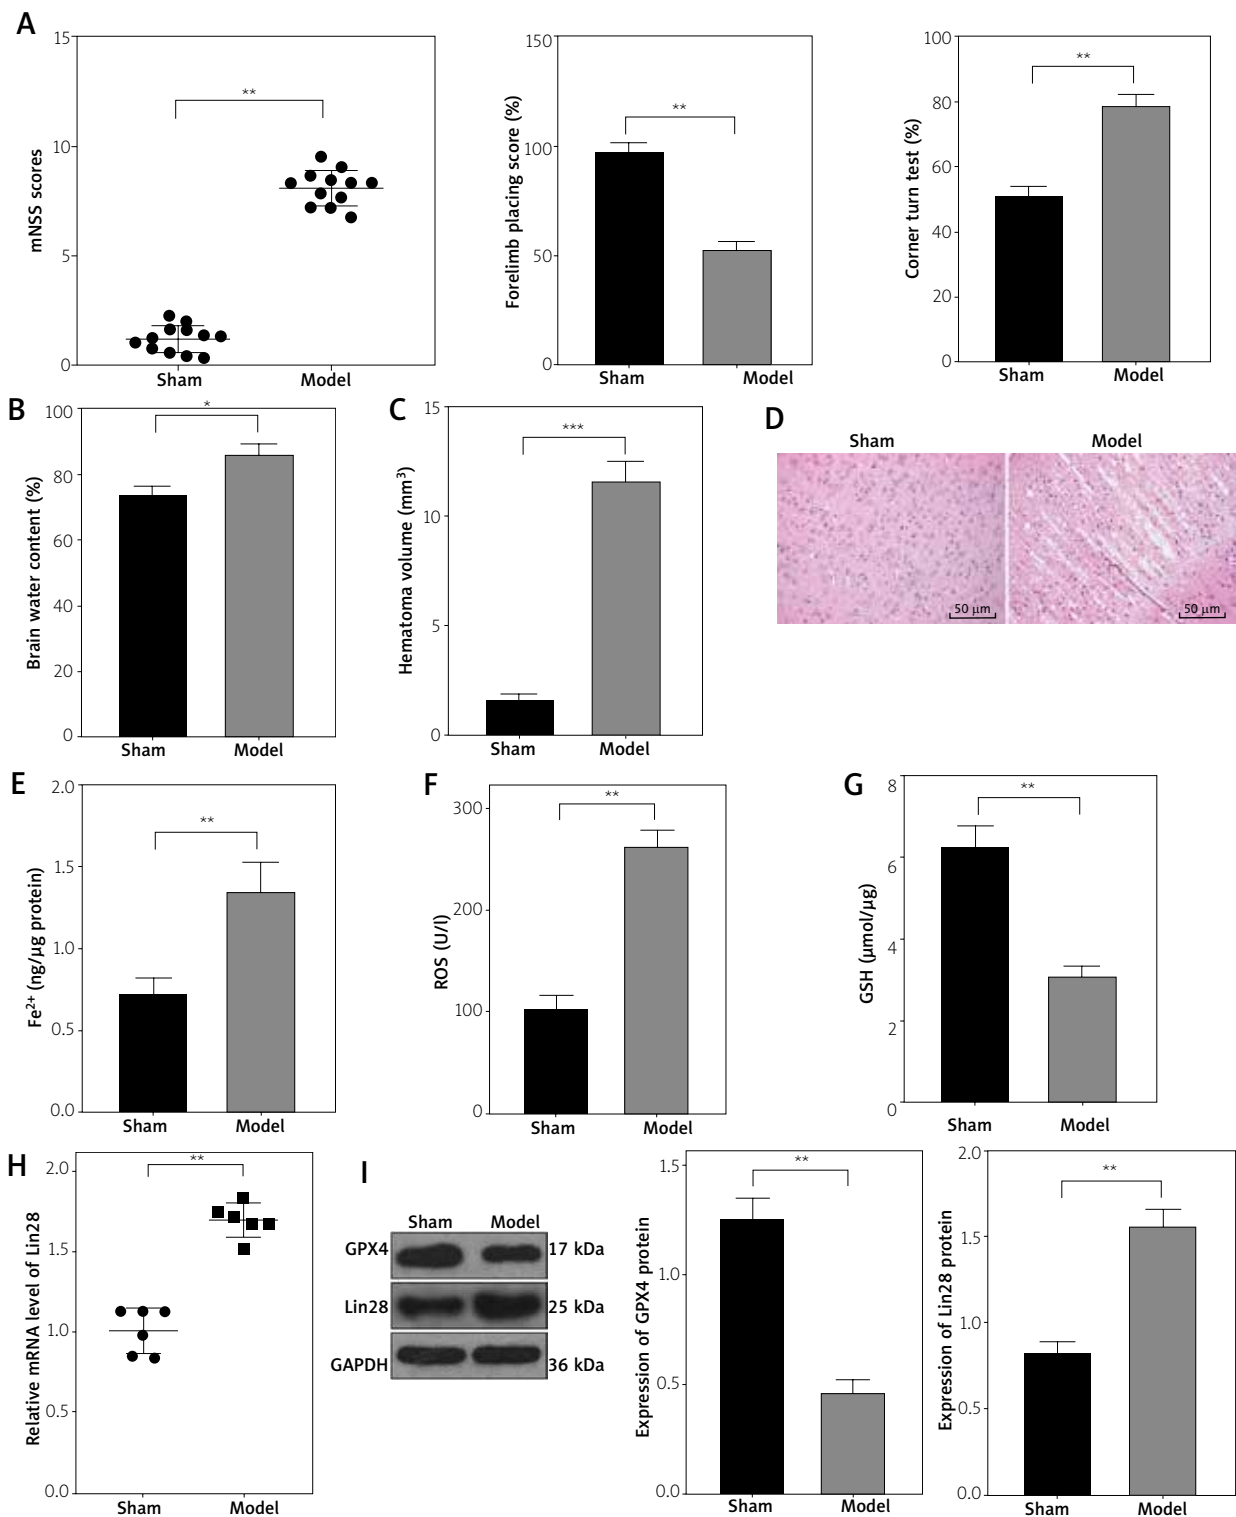 A
15
10
5
0
mNSS scores
**
Sham Model
150
100
50
0
Forelimb placing score (%)
**
Sham Model
100
80
60
40
20
0
Corner turn test (%)
**
Sham Model
B
100
80
60
40
20
0
Brain water content (%)
*
Sham Model
C
15
10
5
0
Hematoma volume (mm³)
***
Sham Model
D
Sham Model
50 µm
50 µm
E
2.0
1.5
1.0
0.5
0.0
Fe²⁺ (ng/µg protein)
**
Sham Model
F
300
200
100
0
ROS (U/l)
**
Sham Model
G
8
6
4
2
0
GSH (µmol/µg)
**
Sham Model
H
2.0
1.5
1.0
0.5
0.0
Relative mRNA level of Lin28
**
Sham Model
I
Sham Model
GPX4 17 kDa
Lin28 25 kDa
GAPDH 36 kDa
1.5
1.0
0.5
0.0
Expression of GPX4 protein
**
Sham Model
2.0
1.5
1.0
0.5
0.0
Expression of Lin28 protein
**
Sham Model